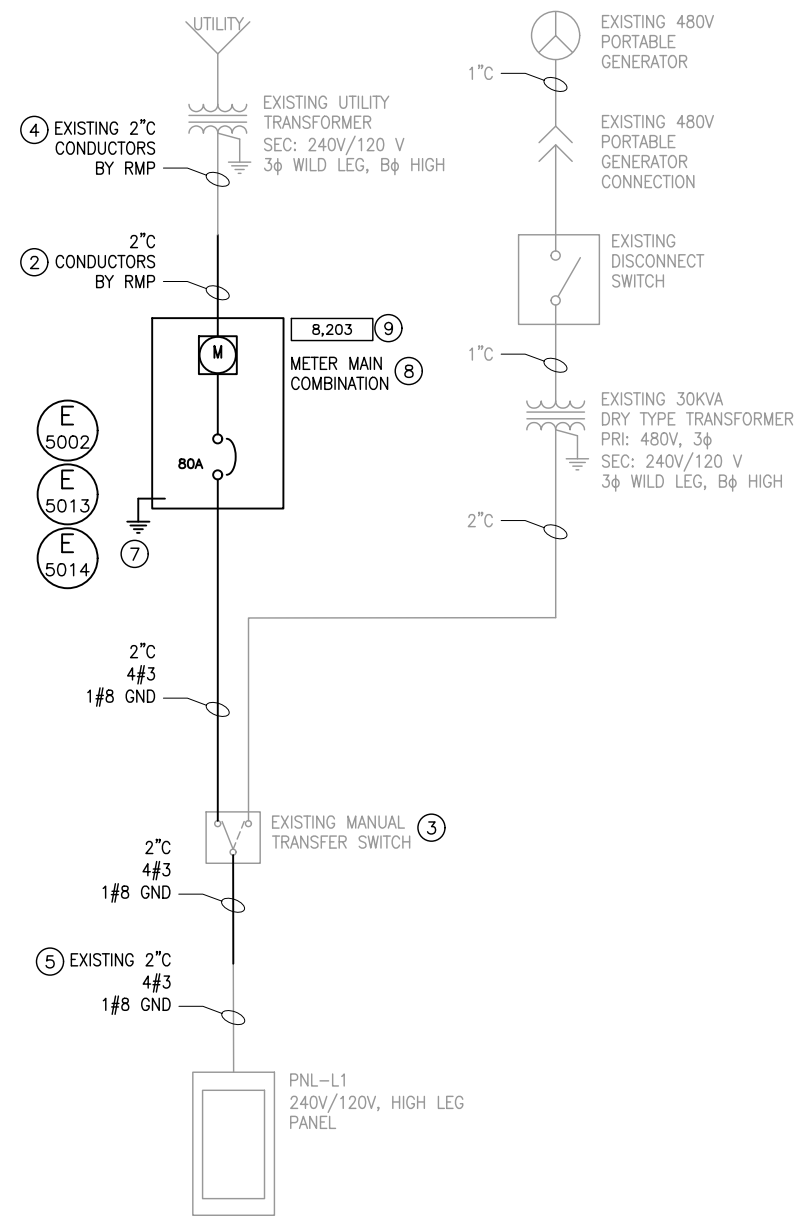 UTILITY
EXISTING UTILITY
TRANSFORMER
SEC: 240V/120 V
3ϕ WILD LEG, Bϕ HIGH
4 EXISTING 2"C
CONDUCTORS
BY RMP
2"C
2 CONDUCTORS
BY RMP
8,203 9
METER MAIN
COMBINATION 8
M
80A
E
5002
E
5013
E
5014
7
2"C
4#3
1#8 GND
EXISTING MANUAL
TRANSFER SWITCH 3
2"C
4#3
1#8 GND
5 EXISTING 2"C
4#3
1#8 GND
PNL-L1
240V/120V, HIGH LEG
PANEL
EXISTING 480V
PORTABLE
GENERATOR
1"C
EXISTING 480V
PORTABLE
GENERATOR
CONNECTION
EXISTING
DISCONNECT
SWITCH
1"C
EXISTING 30KVA
DRY TYPE TRANSFORMER
PRI: 480V, 3ϕ
SEC: 240V/120 V
3ϕ WILD LEG, Bϕ HIGH
2"C